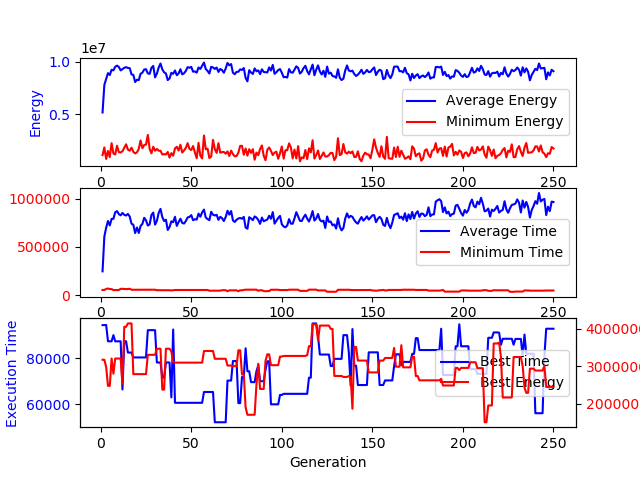 1e7
1.0
0.5
Energy
Average Energy
Minimum Energy
0 50 100 150 200 250
1000000
500000
0
Average Time
Minimum Time
0 50 100 150 200 250
80000
60000
Execution Time
Best Time
Best Energy
4000000
3000000
2000000
0 50 100 150 200 250
Generation